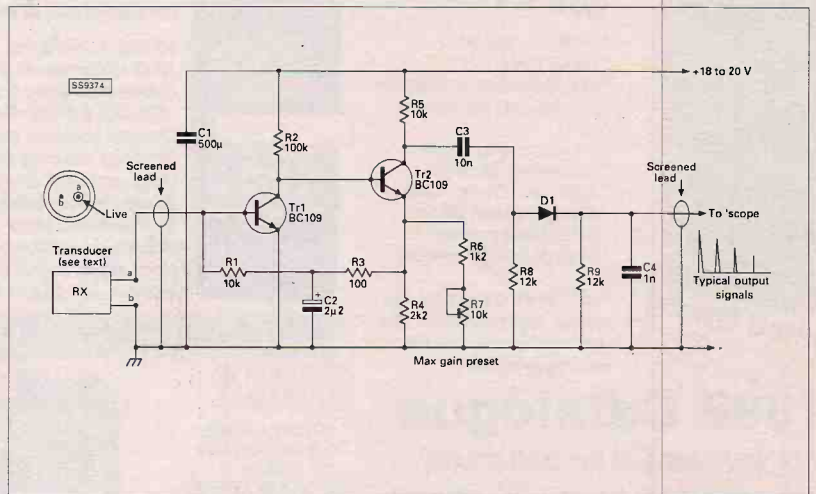 SS9374
+18 to 20 V
C1
500μ
R2
100k
R5
10k
C3
10n
Screened
lead
Screened
lead
Tr2
BC109
Tr1
BC109
D1
To 'scope
a
b
Live
Transducer
(see text)
RX
a
b
R1
10k
R3
100
C2
2μ2
+
R4
2k2
R6
1k2
R7
10k
R8
12k
R9
12k
C4
1n
Typical output
signals
Max gain preset